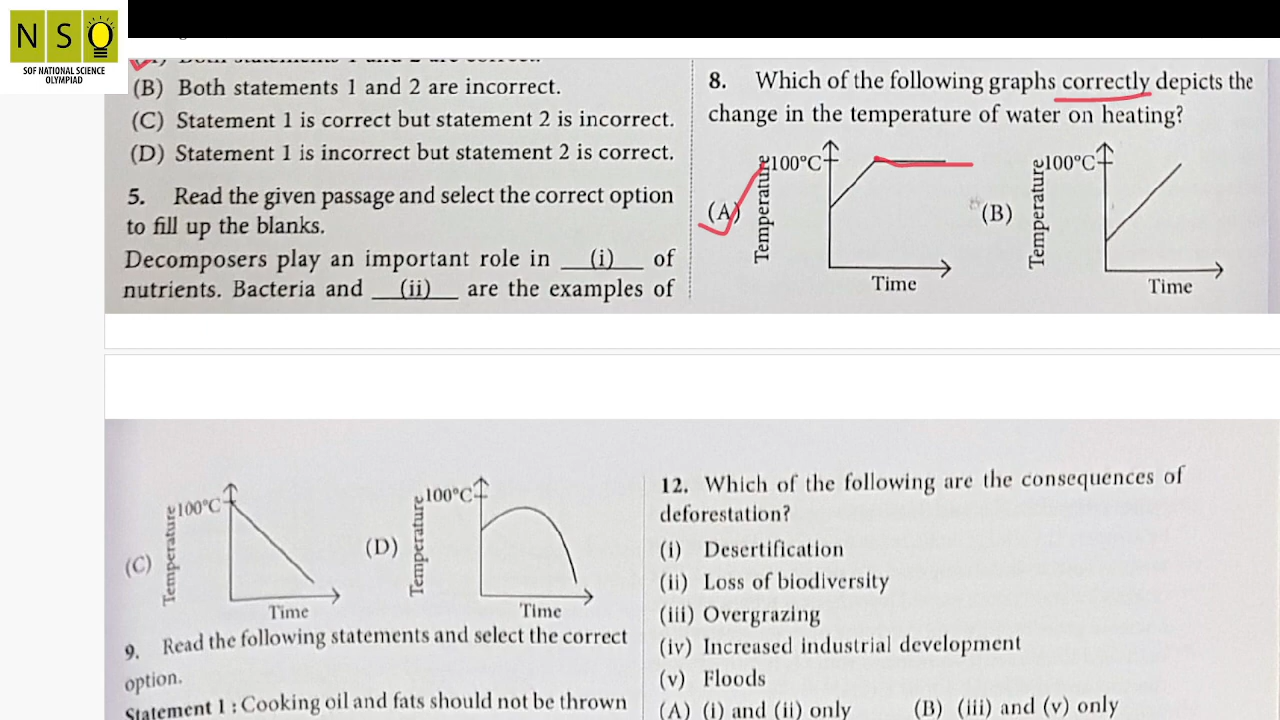 NSO
SOF NATIONAL SCIENCE
OLYMPIAD
(B) Both statements 1 and 2 are incorrect.
(C) Statement 1 is correct but statement 2 is incorrect.
(D) Statement 1 is incorrect but statement 2 is correct.
5. Read the given passage and select the correct option
to fill up the blanks.
Decomposers play an important role in (i) of
nutrients. Bacteria and (ii) are the examples of
8. Which of the following graphs correctly depicts the
change in the temperature of water on heating?
(A)
Temperature
100°C
Time
(B)
Temperature
100°C
Time
(C)
Temperature
100°C
Time
(D)
Temperature
100°C
Time
9. Read the following statements and select the correct
option.
Statement 1 : Cooking oil and fats should not be thrown
12. Which of the following are the consequences of
deforestation?
(i) Desertification
(ii) Loss of biodiversity
(iii) Overgrazing
(iv) Increased industrial development
(v) Floods
(A) (i) and (ii) only (B) (iii) and (v) only